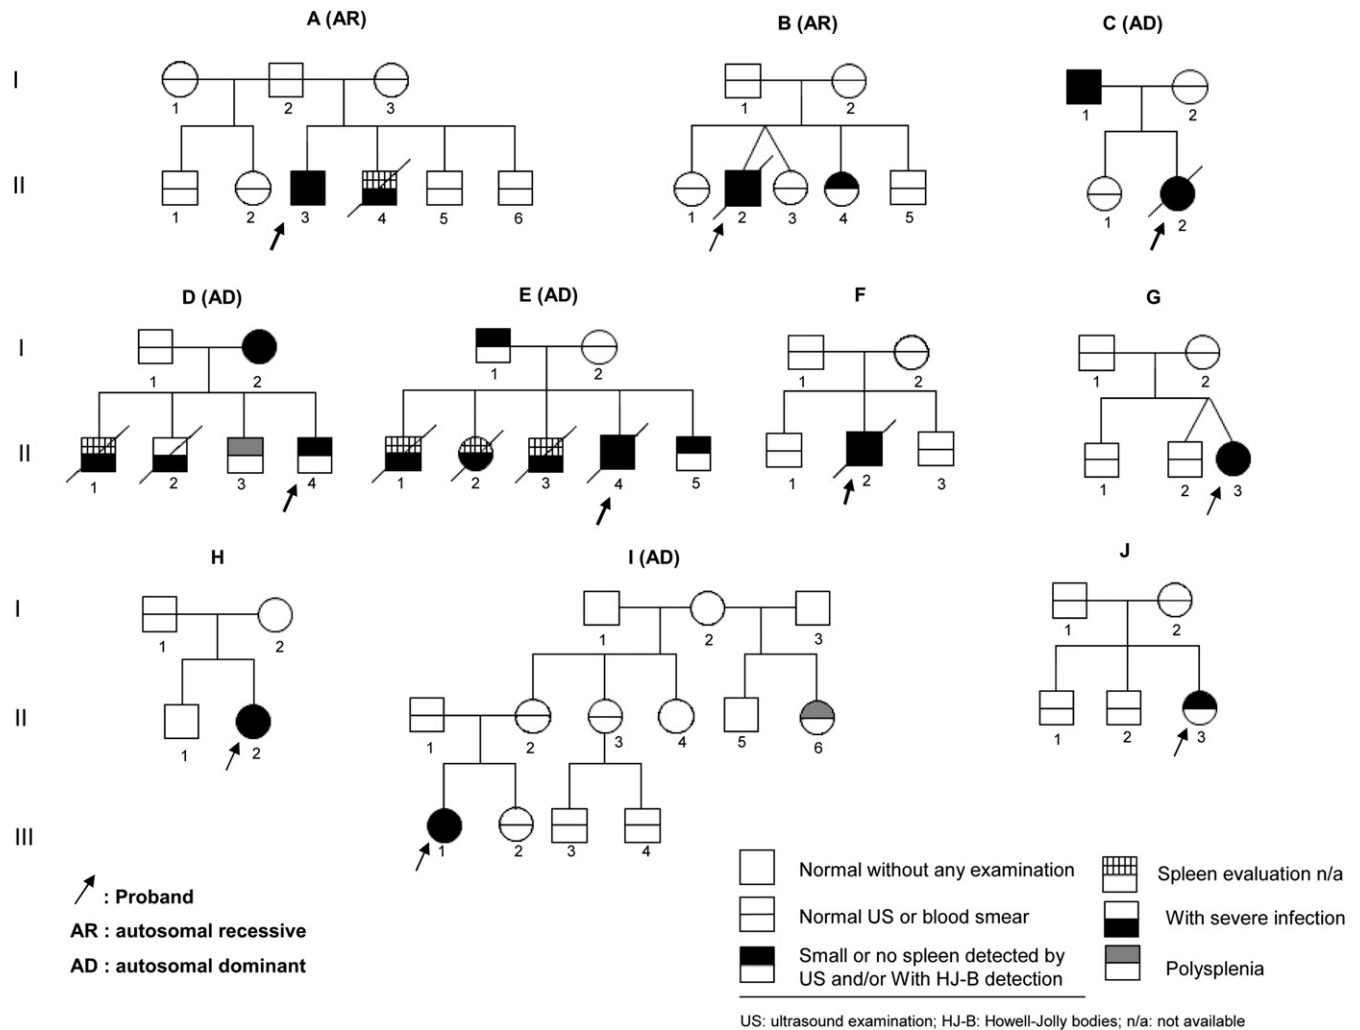 A (AR)
B (AR)
C (AD)
I
1 2 3
1 2
1 2
II
1 2 3 4 5 6
1 2 3 4 5
1 2
D (AD)
E (AD)
F
G
I
1 2
1 2
1 2
1 2
II
1 2 3 4
1 2 3 4 5
1 2 3
1 2 3
H
I (AD)
J
I
1 2
1 2 3
1 2
II
1 2
1 2 3 4 5 6
1 2 3
III
1 2 3 4
: Proband
AR : autosomal recessive
AD : autosomal dominant
Normal without any examination
Normal US or blood smear
Small or no spleen detected by
US and/or With HJ-B detection
Spleen evaluation n/a
With severe infection
Polysplenia
US: ultrasound examination; HJ-B: Howell-Jolly bodies; n/a: not available